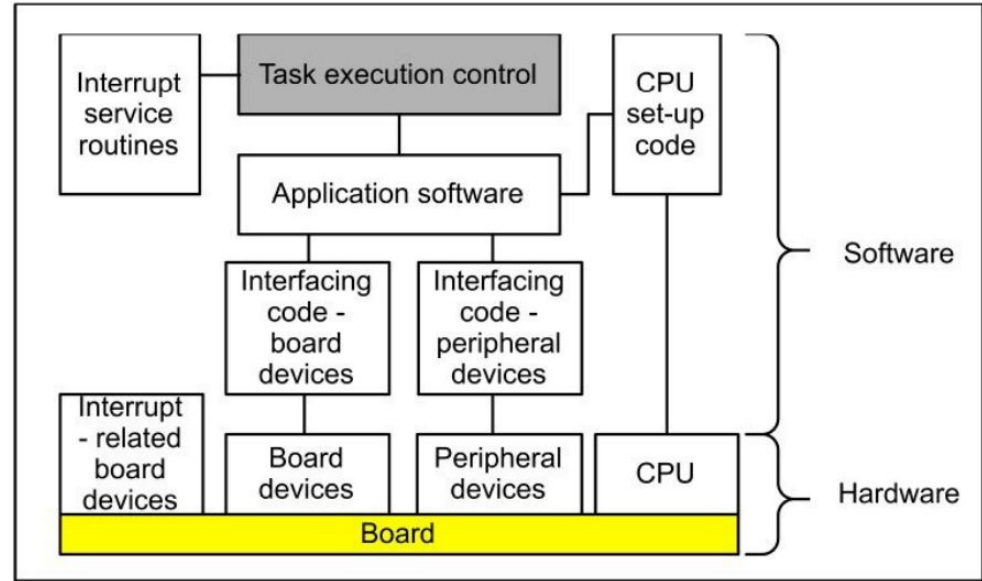 Interrupt
service
routines
Task execution control
CPU
set-up
code
Application software
Software
Interfacing
code -
board
devices
Interfacing
code -
peripheral
devices
Interrupt
- related
board
devices
Board
devices
Peripheral
devices
CPU
Hardware
Board